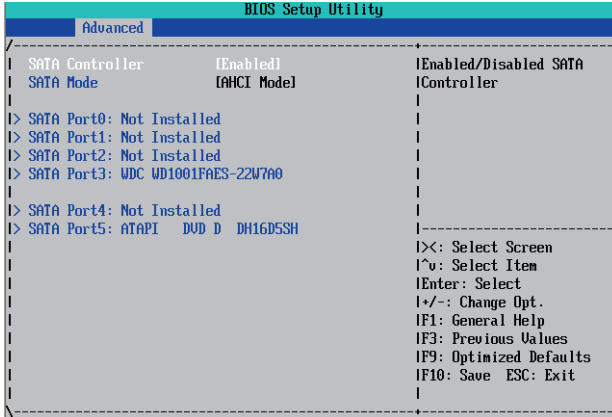 BIOS Setup Utility
Advanced
SATA Controller [Enabled]
SATA Mode [AHCI Mode]
> SATA Port0: Not Installed
> SATA Port1: Not Installed
> SATA Port2: Not Installed
> SATA Port3: WDC WD1001FAES-22W7A0
> SATA Port4: Not Installed
> SATA Port5: ATAPI DVD D DH16D5SH
Enabled/Disabled SATA
Controller
><: Select Screen
^v: Select Item
Enter: Select
+/-: Change Opt.
F1: General Help
F3: Previous Values
F9: Optimized Defaults
F10: Save ESC: Exit